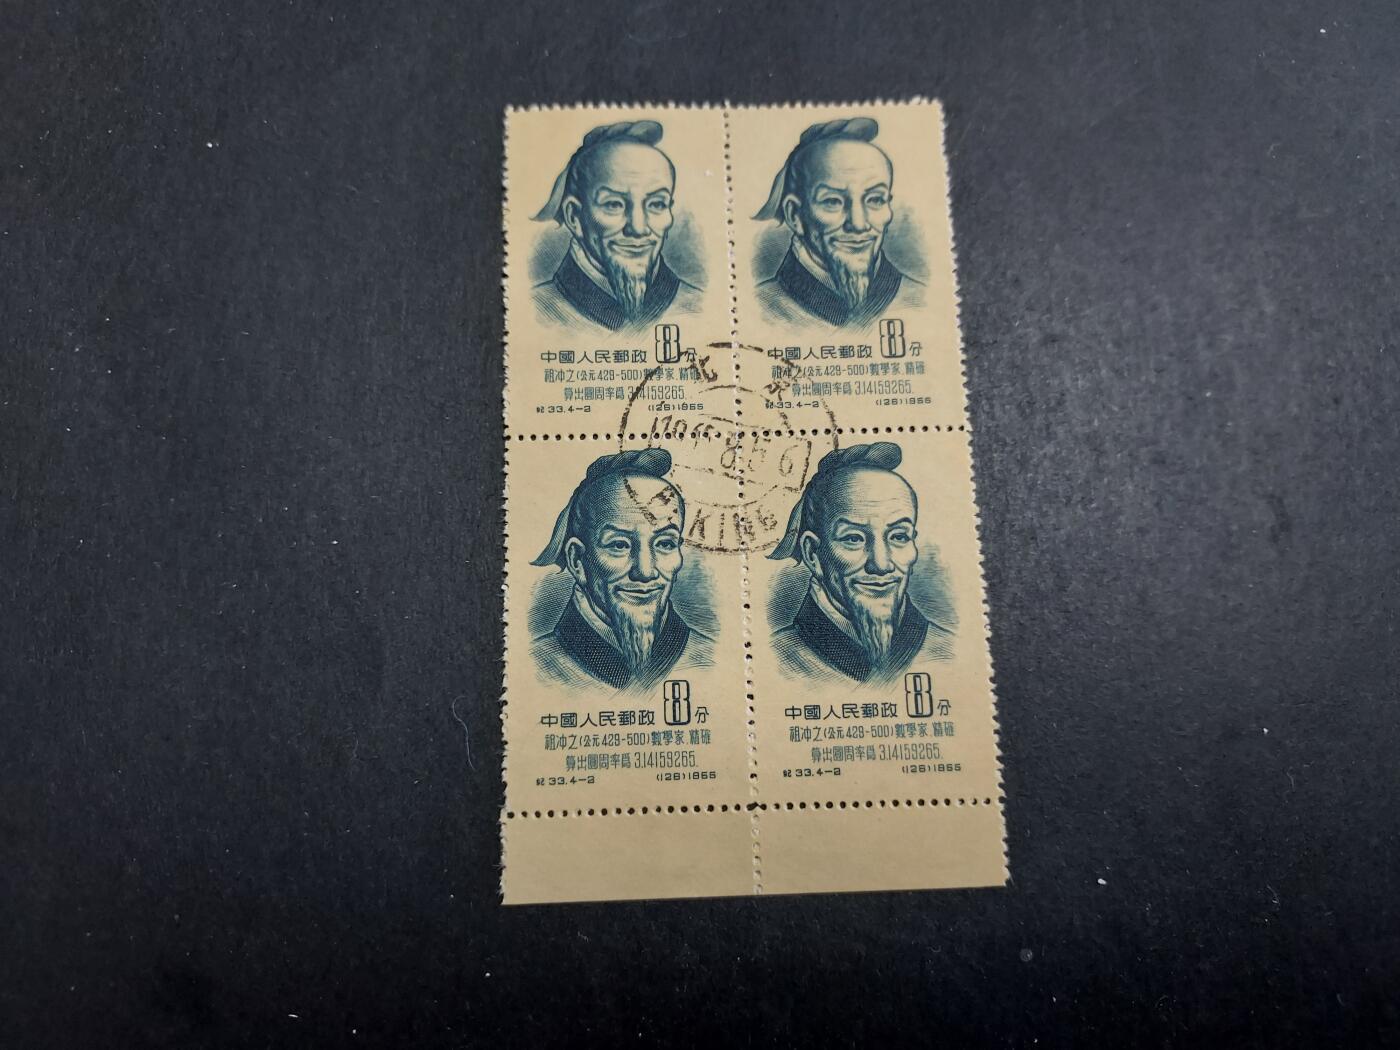 中國人民郵政 8分
祖冲之(公元429-500)數學家.精確
算出圓周率爲3.14159265.
紀33.4-2 (126)1955
中國人民郵政 8分
祖冲之(公元429-500)數學家.精確
算出圓周率爲3.14159265.
紀33.4-2 (126)1955
北京
KING
中國人民郵政 8分
祖冲之(公元429-500)數學家.精確
算出圓周率爲3.14159265.
紀33.4-2 (126)1955
中國人民郵政 8分
祖冲之(公元429-500)數學家.精確
算出圓周率爲3.14159265.
紀33.4-2 (126)1955